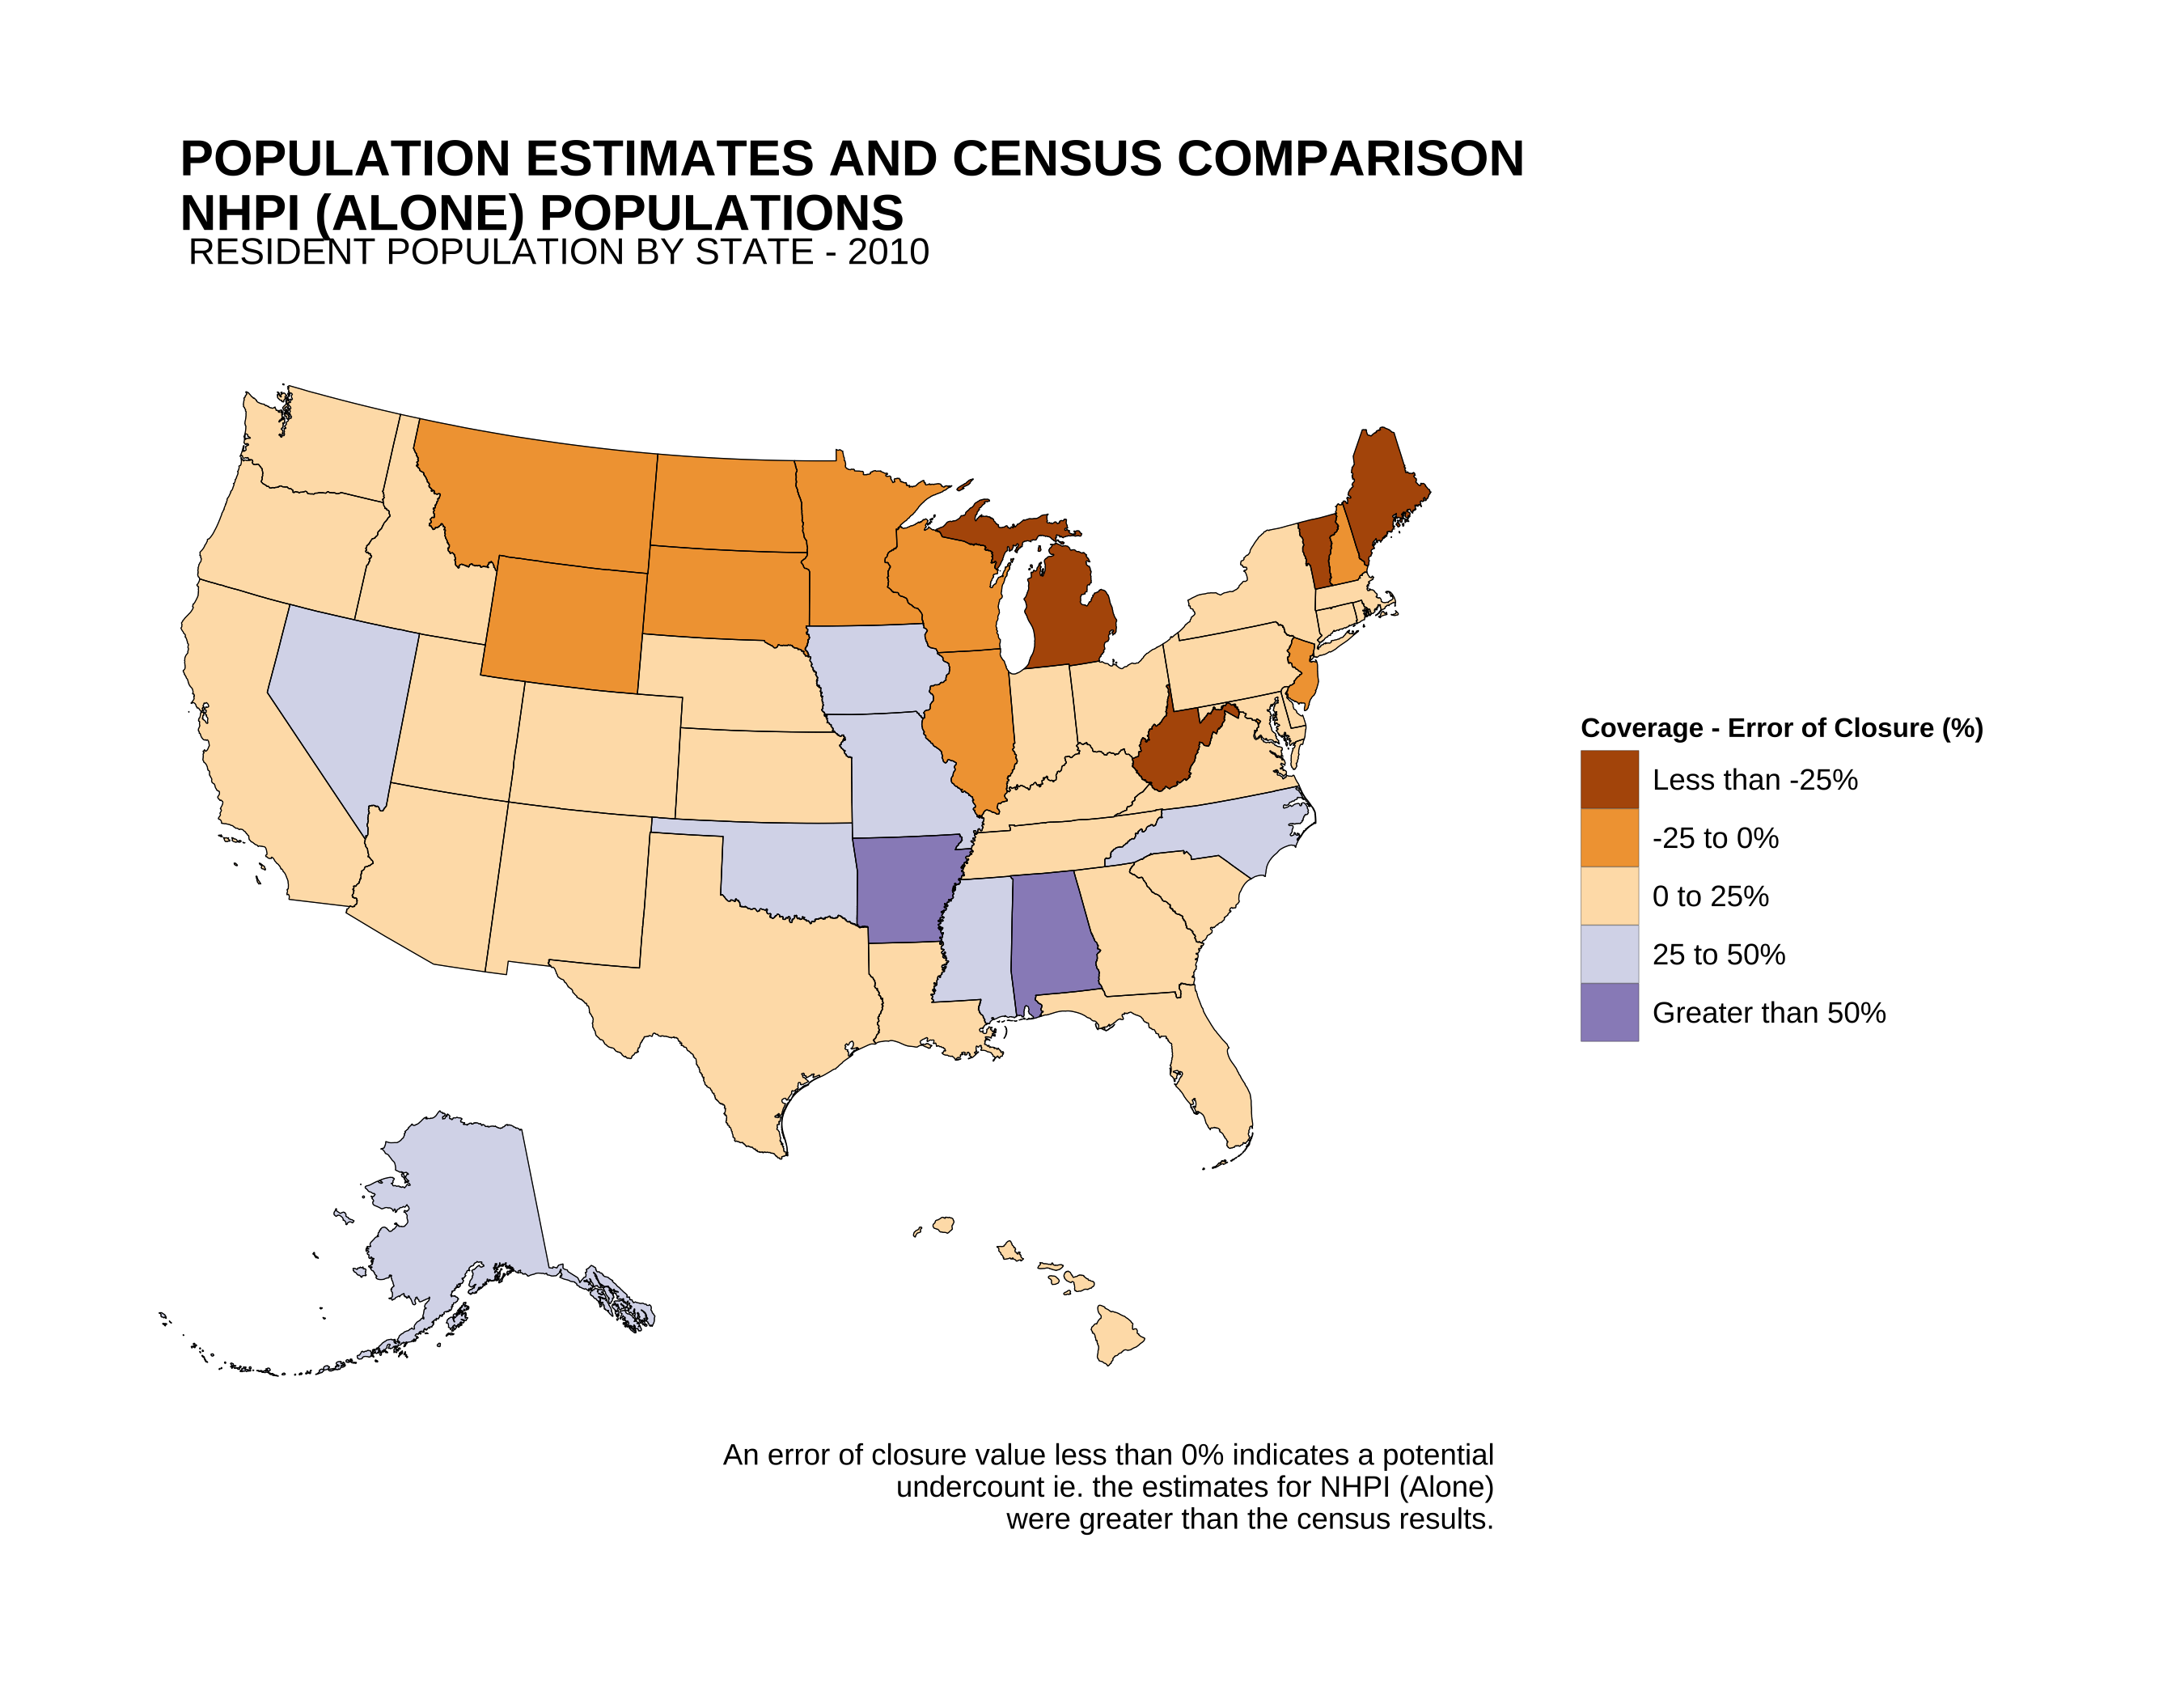 POPULATION ESTIMATES AND CENSUS COMPARISON
NHPI (ALONE) POPULATIONS
RESIDENT POPULATION BY STATE - 2010
Coverage - Error of Closure (%)
Less than -25%
-25 to 0%
0 to 25%
25 to 50%
Greater than 50%
An error of closure value less than 0% indicates a potential
undercount ie. the estimates for NHPI (Alone)
were greater than the census results.